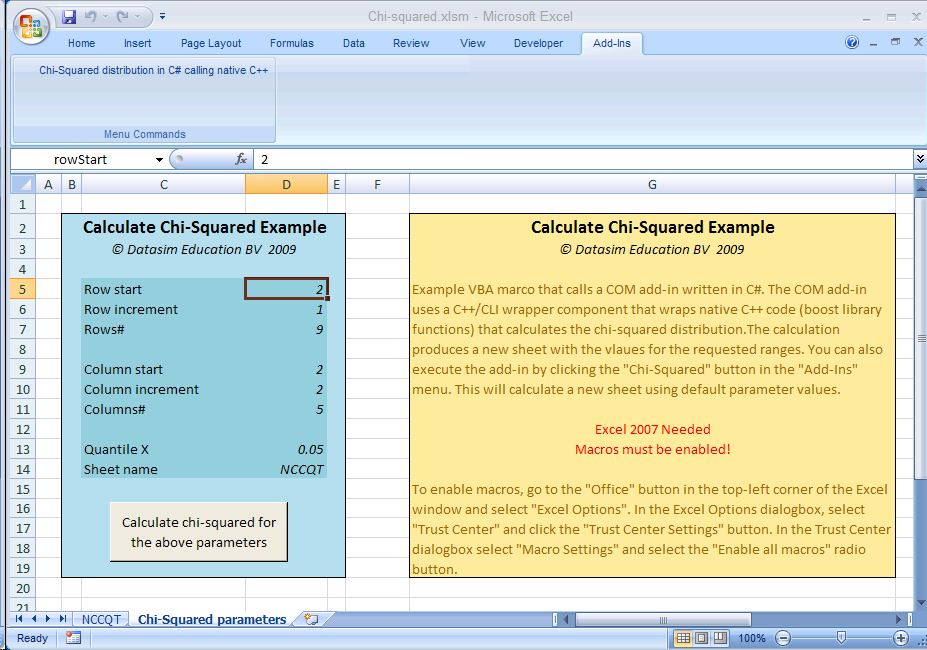 Chi-squared.xlsm - Microsoft Excel
Home Insert Page Layout Formulas Data Review View Developer Add-Ins
Chi-Squared distribution in C# calling native C++
Menu Commands
rowStart fx 2
A B C D E F G
1
2 Calculate Chi-Squared Example Calculate Chi-Squared Example
3 © Datasim Education BV 2009 © Datasim Education BV 2009
4
5 Row start 2 Example VBA marco that calls a COM add-in written in C#. The COM add-in
6 Row increment 1 uses a C++/CLI wrapper component that wraps native C++ code (boost library
7 Rows# 9 functions) that calculates the chi-squared distribution.The calculation
8 produces a new sheet with the vlaues for the requested ranges. You can also
9 Column start 2 execute the add-in by clicking the "Chi-Squared" button in the "Add-Ins"
10 Column increment 2 menu. This will calculate a new sheet using default parameter values.
11 Columns# 5
12 Excel 2007 Needed
13 Quantile X 0.05 Macros must be enabled!
14 Sheet name NCCQT
15 To enable macros, go to the "Office" button in the top-left corner of the Excel
16 Calculate chi-squared for window and select "Excel Options". In the Excel Options dialogbox, select
17 the above parameters "Trust Center" and click the "Trust Center Settings" button. In the Trust Center
18 dialogbox select "Macro Settings" and select the "Enable all macros" radio
19 button.
20
21
NCCQT Chi-Squared parameters
Ready 100%